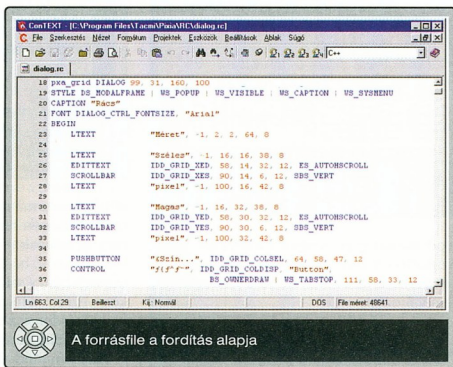 ConTEXT - [C:\Program Files\Tacmi\Pixia\RC\dialog.rc]
File Szerkesztés Nézet Formátum Projektek Eszközök Beállítások Ablak Súgó
C++
dialog.rc
18 pxa_grid DIALOG 99, 31, 160, 100
19 STYLE DS_MODALFRAME | WS_POPUP | WS_VISIBLE | WS_CAPTION | WS_SYSMENU
20 CAPTION "Rács"
21 FONT DIALOG_CTRL_FONTSIZE, "Arial"
22 BEGIN
23 LTEXT "Méret", -1, 2, 2, 64, 8
24
25 LTEXT "Széles", -1, 16, 16, 38, 8
26 EDITTEXT IDD_GRID_XED, 58, 14, 32, 12, ES_AUTOHSCROLL
27 SCROLLBAR IDD_GRID_XES, 90, 14, 6, 12, SBS_VERT
28 LTEXT "pixel", -1, 100, 16, 42, 8
29
30 LTEXT "Magas", -1, 16, 32, 38, 8
31 EDITTEXT IDD_GRID_YED, 58, 30, 32, 12, ES_AUTOHSCROLL
32 SCROLLBAR IDD_GRID_YES, 90, 30, 6, 12, SBS_VERT
33 LTEXT "pixel", -1, 100, 32, 42, 8
34
35 PUSHBUTTON "&Szín...", IDD_GRID_COLSEL, 64, 58, 47, 12
36 CONTROL IDD_GRID_COLDISP, "Button",
37 BS_OWNERDRAW | WS_TABSTOP, 111, 58, 33, 12
Ln 663, Col 29 Beilleszt Kij.: Normál DOS File méret: 48641
A forrásfile a fordítás alapja